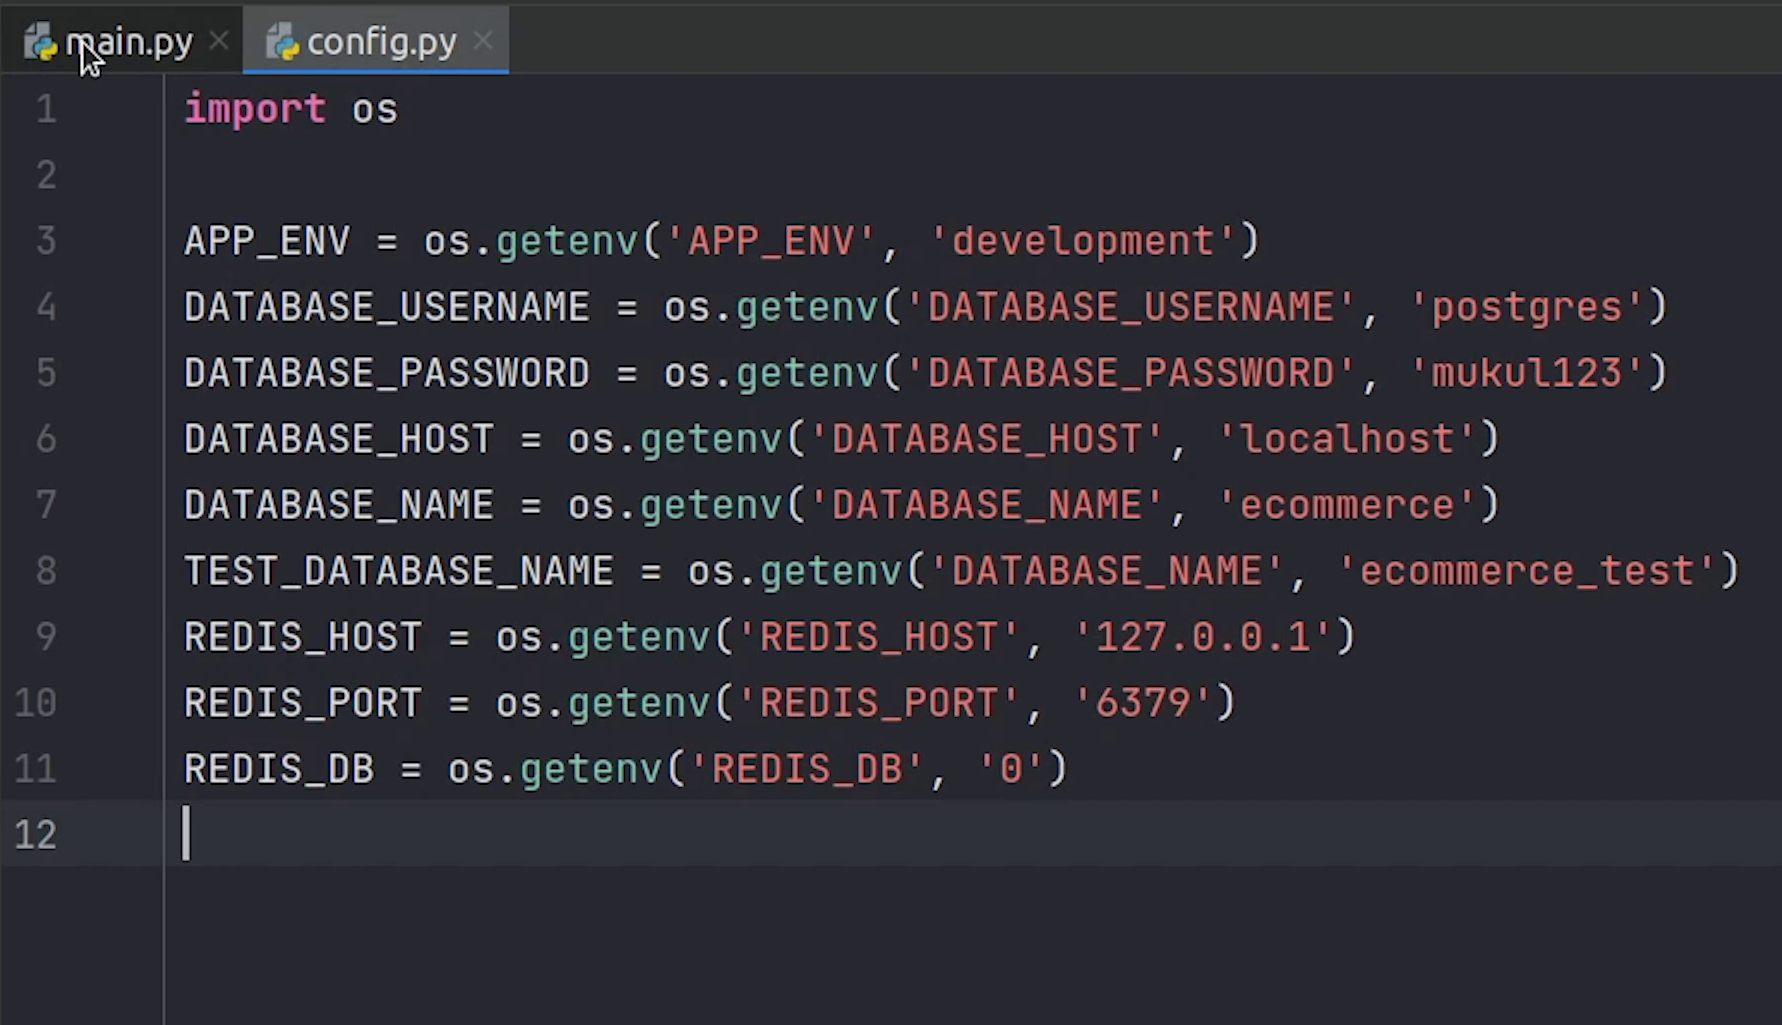 main.py config.py
1 import os
2
3 APP_ENV = os.getenv('APP_ENV', 'development')
4 DATABASE_USERNAME = os.getenv('DATABASE_USERNAME', 'postgres')
5 DATABASE_PASSWORD = os.getenv('DATABASE_PASSWORD', 'mukul123')
6 DATABASE_HOST = os.getenv('DATABASE_HOST', 'localhost')
7 DATABASE_NAME = os.getenv('DATABASE_NAME', 'ecommerce')
8 TEST_DATABASE_NAME = os.getenv('DATABASE_NAME', 'ecommerce_test')
9 REDIS_HOST = os.getenv('REDIS_HOST', '127.0.0.1')
10 REDIS_PORT = os.getenv('REDIS_PORT', '6379')
11 REDIS_DB = os.getenv('REDIS_DB', '0')
12